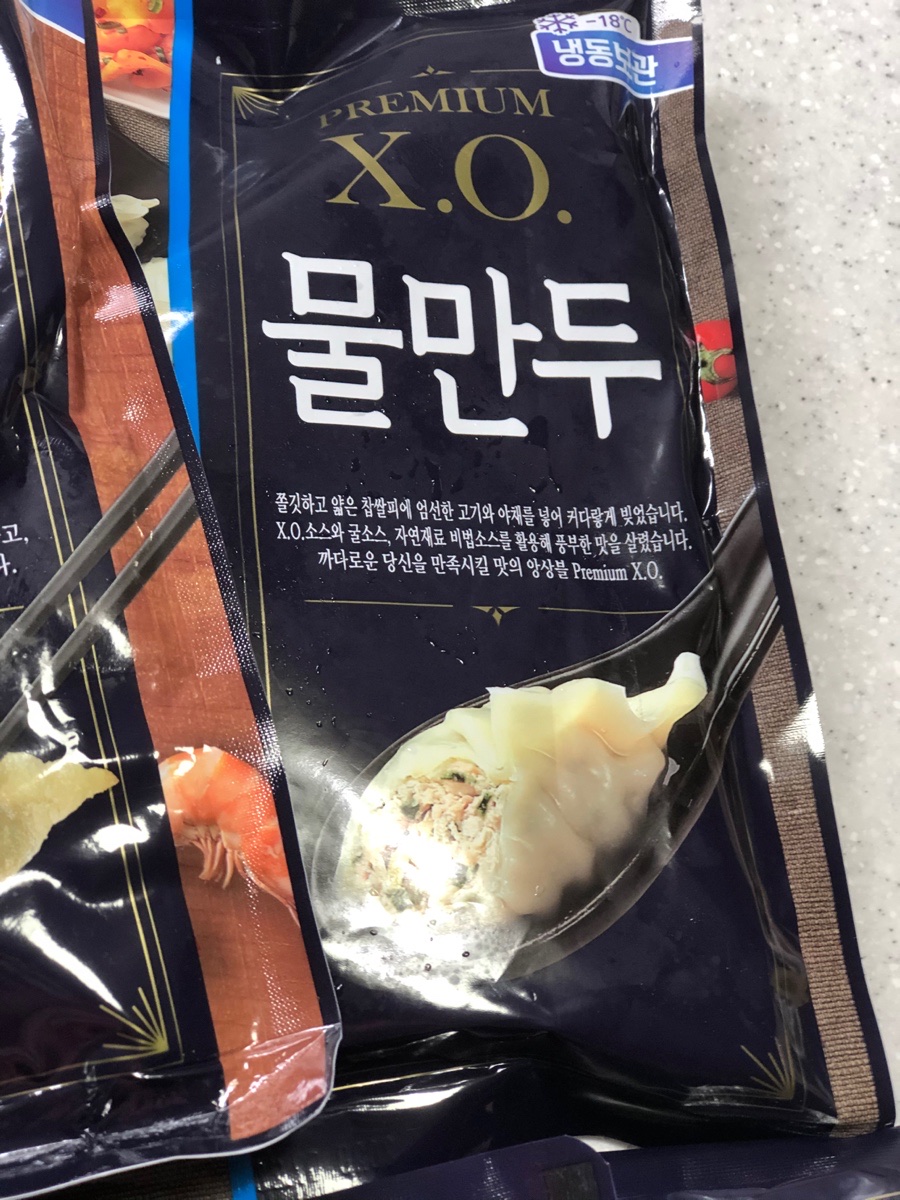 -18℃
냉동보관
PREMIUM
X.O.
물만두
쫄깃하고 얇은 찹쌀피에 엄선한 고기와 야채를 넣어 커다랗게 빚었습니다.
X.O.소스와 굴소스, 자연재료 비법소스를 활용해 풍부한 맛을 살렸습니다.
까다로운 당신을 만족시킬 맛의 앙상블 Premium X.O.
고,
다.